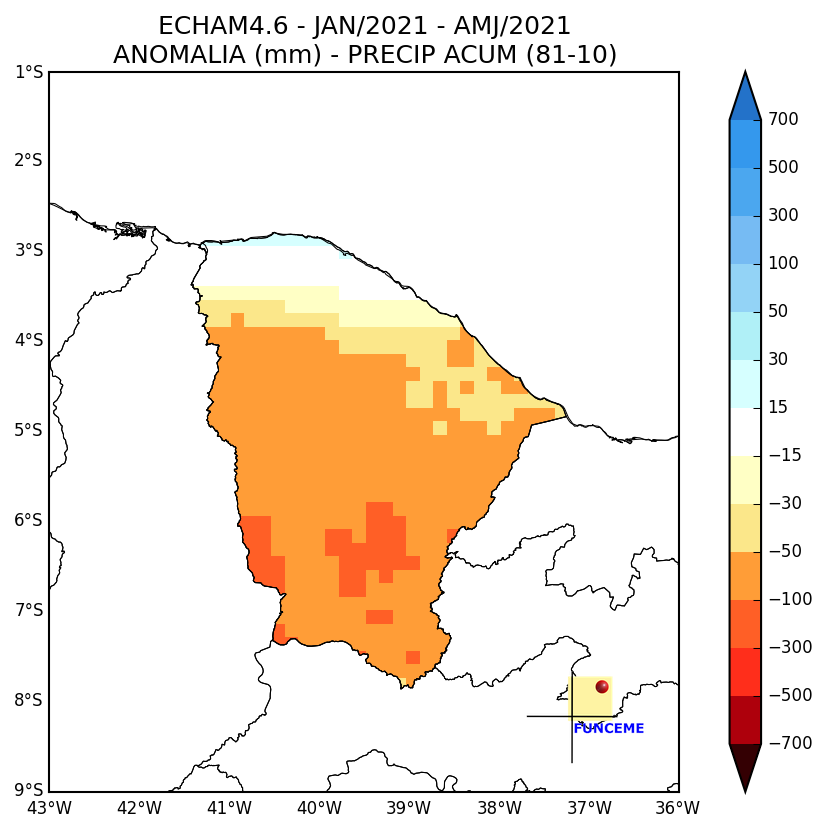 ECHAM4.6 - JAN/2021 - AMJ/2021
ANOMALIA (mm) - PRECIP ACUM (81-10)
1°S
2°S
3°S
4°S
5°S
6°S
7°S
8°S
9°S
43°W 42°W 41°W 40°W 39°W 38°W 37°W 36°W
700
500
300
100
50
30
15
−15
−30
−50
−100
−300
−500
−700
FUNCEME